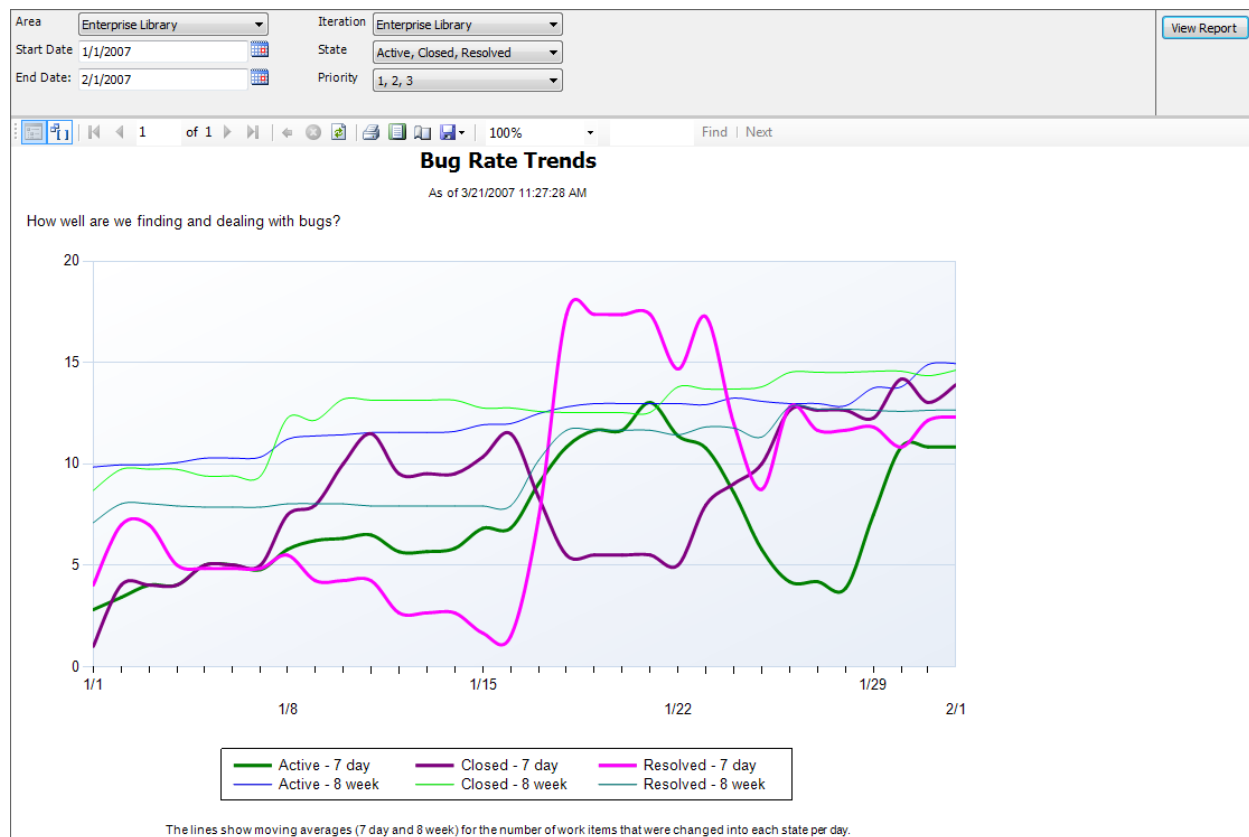 Area Enterprise Library Iteration Enterprise Library View Report
Start Date 1/1/2007 State Active, Closed, Resolved
End Date: 2/1/2007 Priority 1, 2, 3
1 of 1 100% Find | Next
Bug Rate Trends
As of 3/21/2007 11:27:28 AM
How well are we finding and dealing with bugs?
20
15
10
5
0
1/1 1/15 1/29
1/8 1/22 2/1
Active - 7 day Closed - 7 day Resolved - 7 day
Active - 8 week Closed - 8 week Resolved - 8 week
The lines show moving averages (7 day and 8 week) for the number of work items that were changed into each state per day.